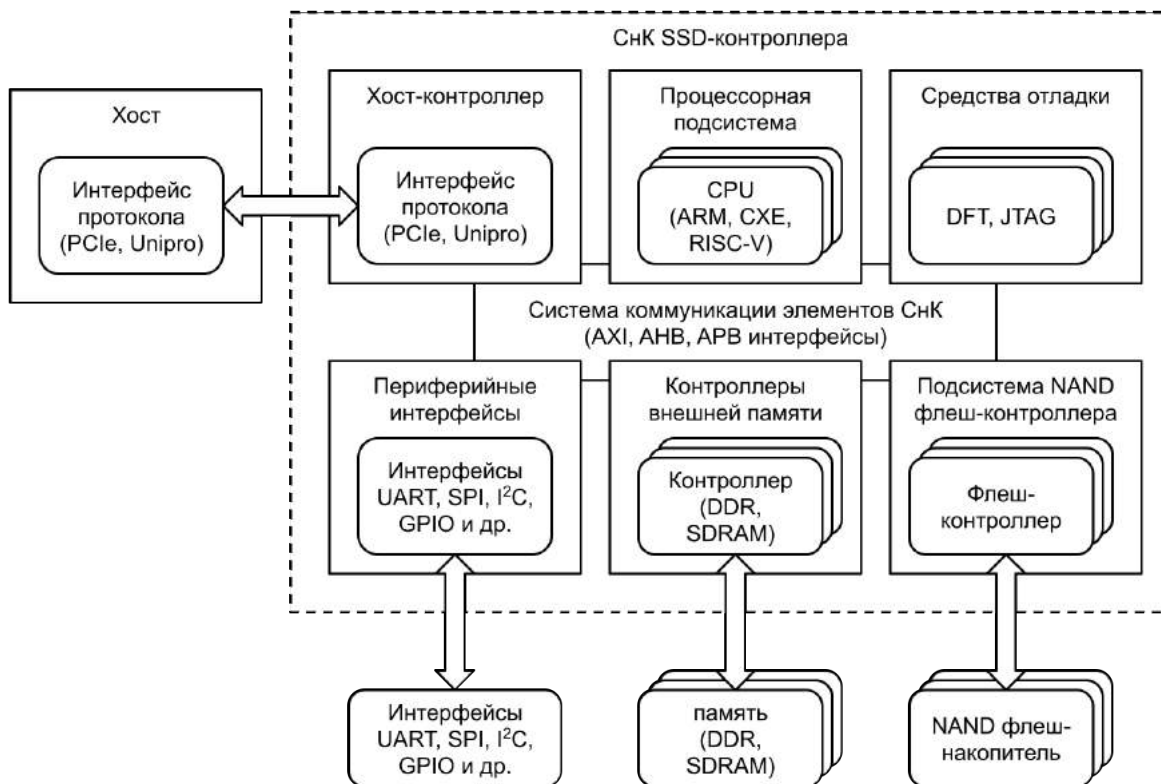 СнК SSD-контроллера
Хост
Интерфейс
протокола
(PCIe, Unipro)
Хост-контроллер
Интерфейс
протокола
(PCIe, Unipro)
Процессорная
подсистема
CPU
(ARM, CXE,
RISC-V)
Средства отладки
DFT, JTAG
Система коммуникации элементов СнК
(AXI, AHB, APB интерфейсы)
Периферийные
интерфейсы
Интерфейсы
UART, SPI, I²C,
GPIO и др.
Контроллеры
внешней памяти
Контроллер
(DDR,
SDRAM)
Подсистема NAND
флеш-контроллера
Флеш-
контроллер
Интерфейсы
UART, SPI, I²C,
GPIO и др.
память
(DDR,
SDRAM)
NAND флеш-
накопитель